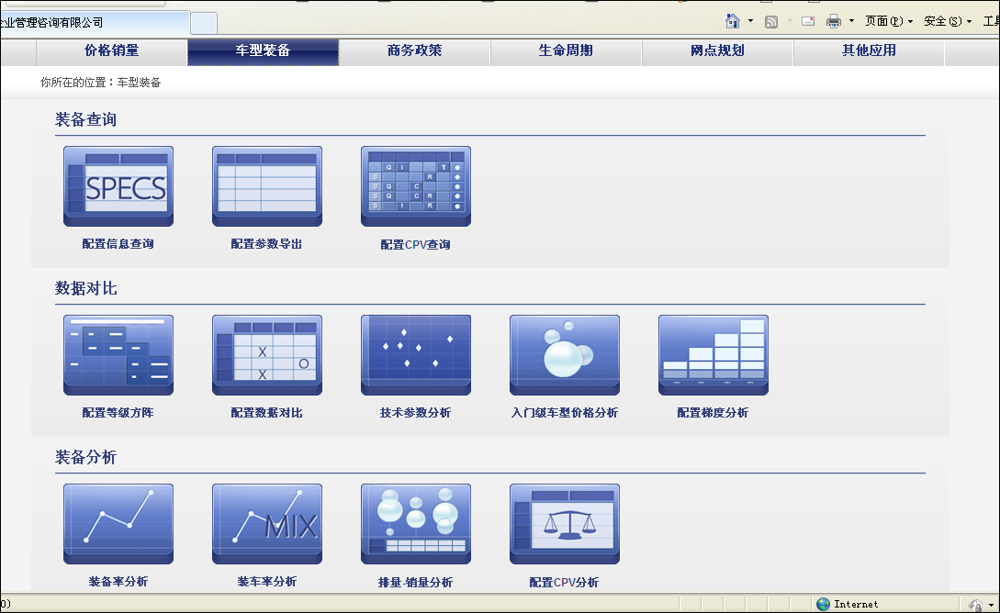 企业管理咨询有限公司
页面(P) 安全(S) 工具
价格销量 车型装备 商务政策 生命周期 网点规划 其他应用
你所在的位置：车型装备
装备查询
SPECS
Q I T
S R
S Q C
S Q C R
S I R
配置信息查询 配置参数导出 配置CPV查询
数据对比
X
O
X
配置等级方阵 配置数据对比 技术参数分析 入门级车型价格分析 配置梯度分析
装备分析
MIX
装备率分析 装车率分析 排量-销量分析 配置CPV分析
0) Internet